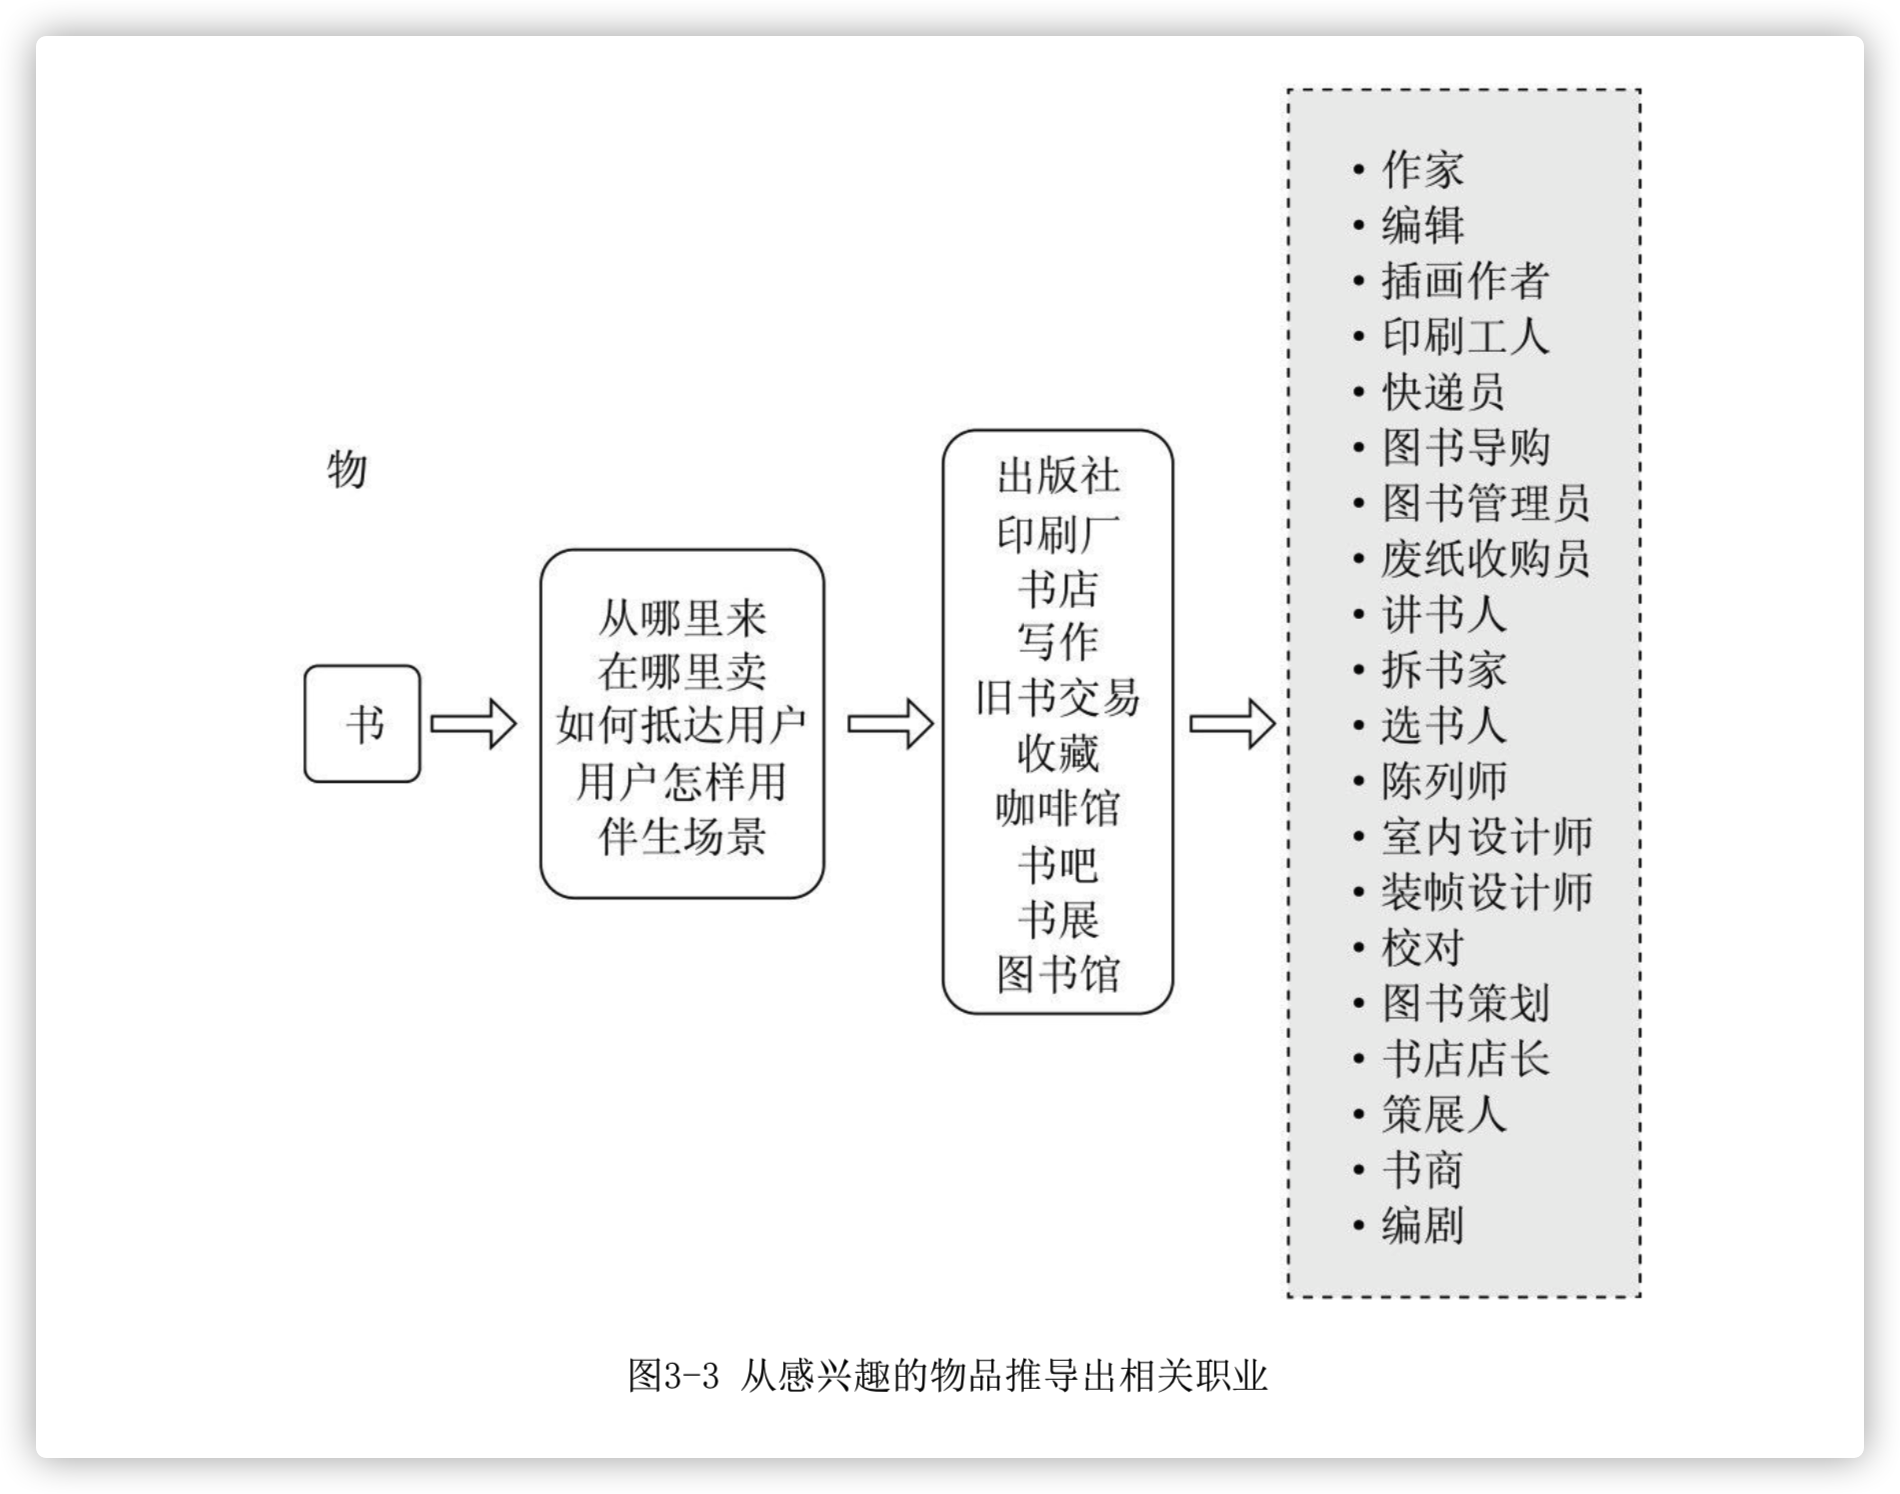 物
书
从哪里来
在哪里卖
如何抵达用户
用户怎样用
伴生场景
出版社
印刷厂
书店
写作
旧书交易
收藏
咖啡馆
书吧
书展
图书馆
• 作家
• 编辑
• 插画作者
• 印刷工人
• 快递员
• 图书导购
• 图书管理员
• 废纸收购员
• 讲书人
• 拆书家
• 选书人
• 陈列师
• 室内设计师
• 装帧设计师
• 校对
• 图书策划
• 书店店长
• 策展人
• 书商
• 编剧
图3-3 从感兴趣的物品推导出相关职业